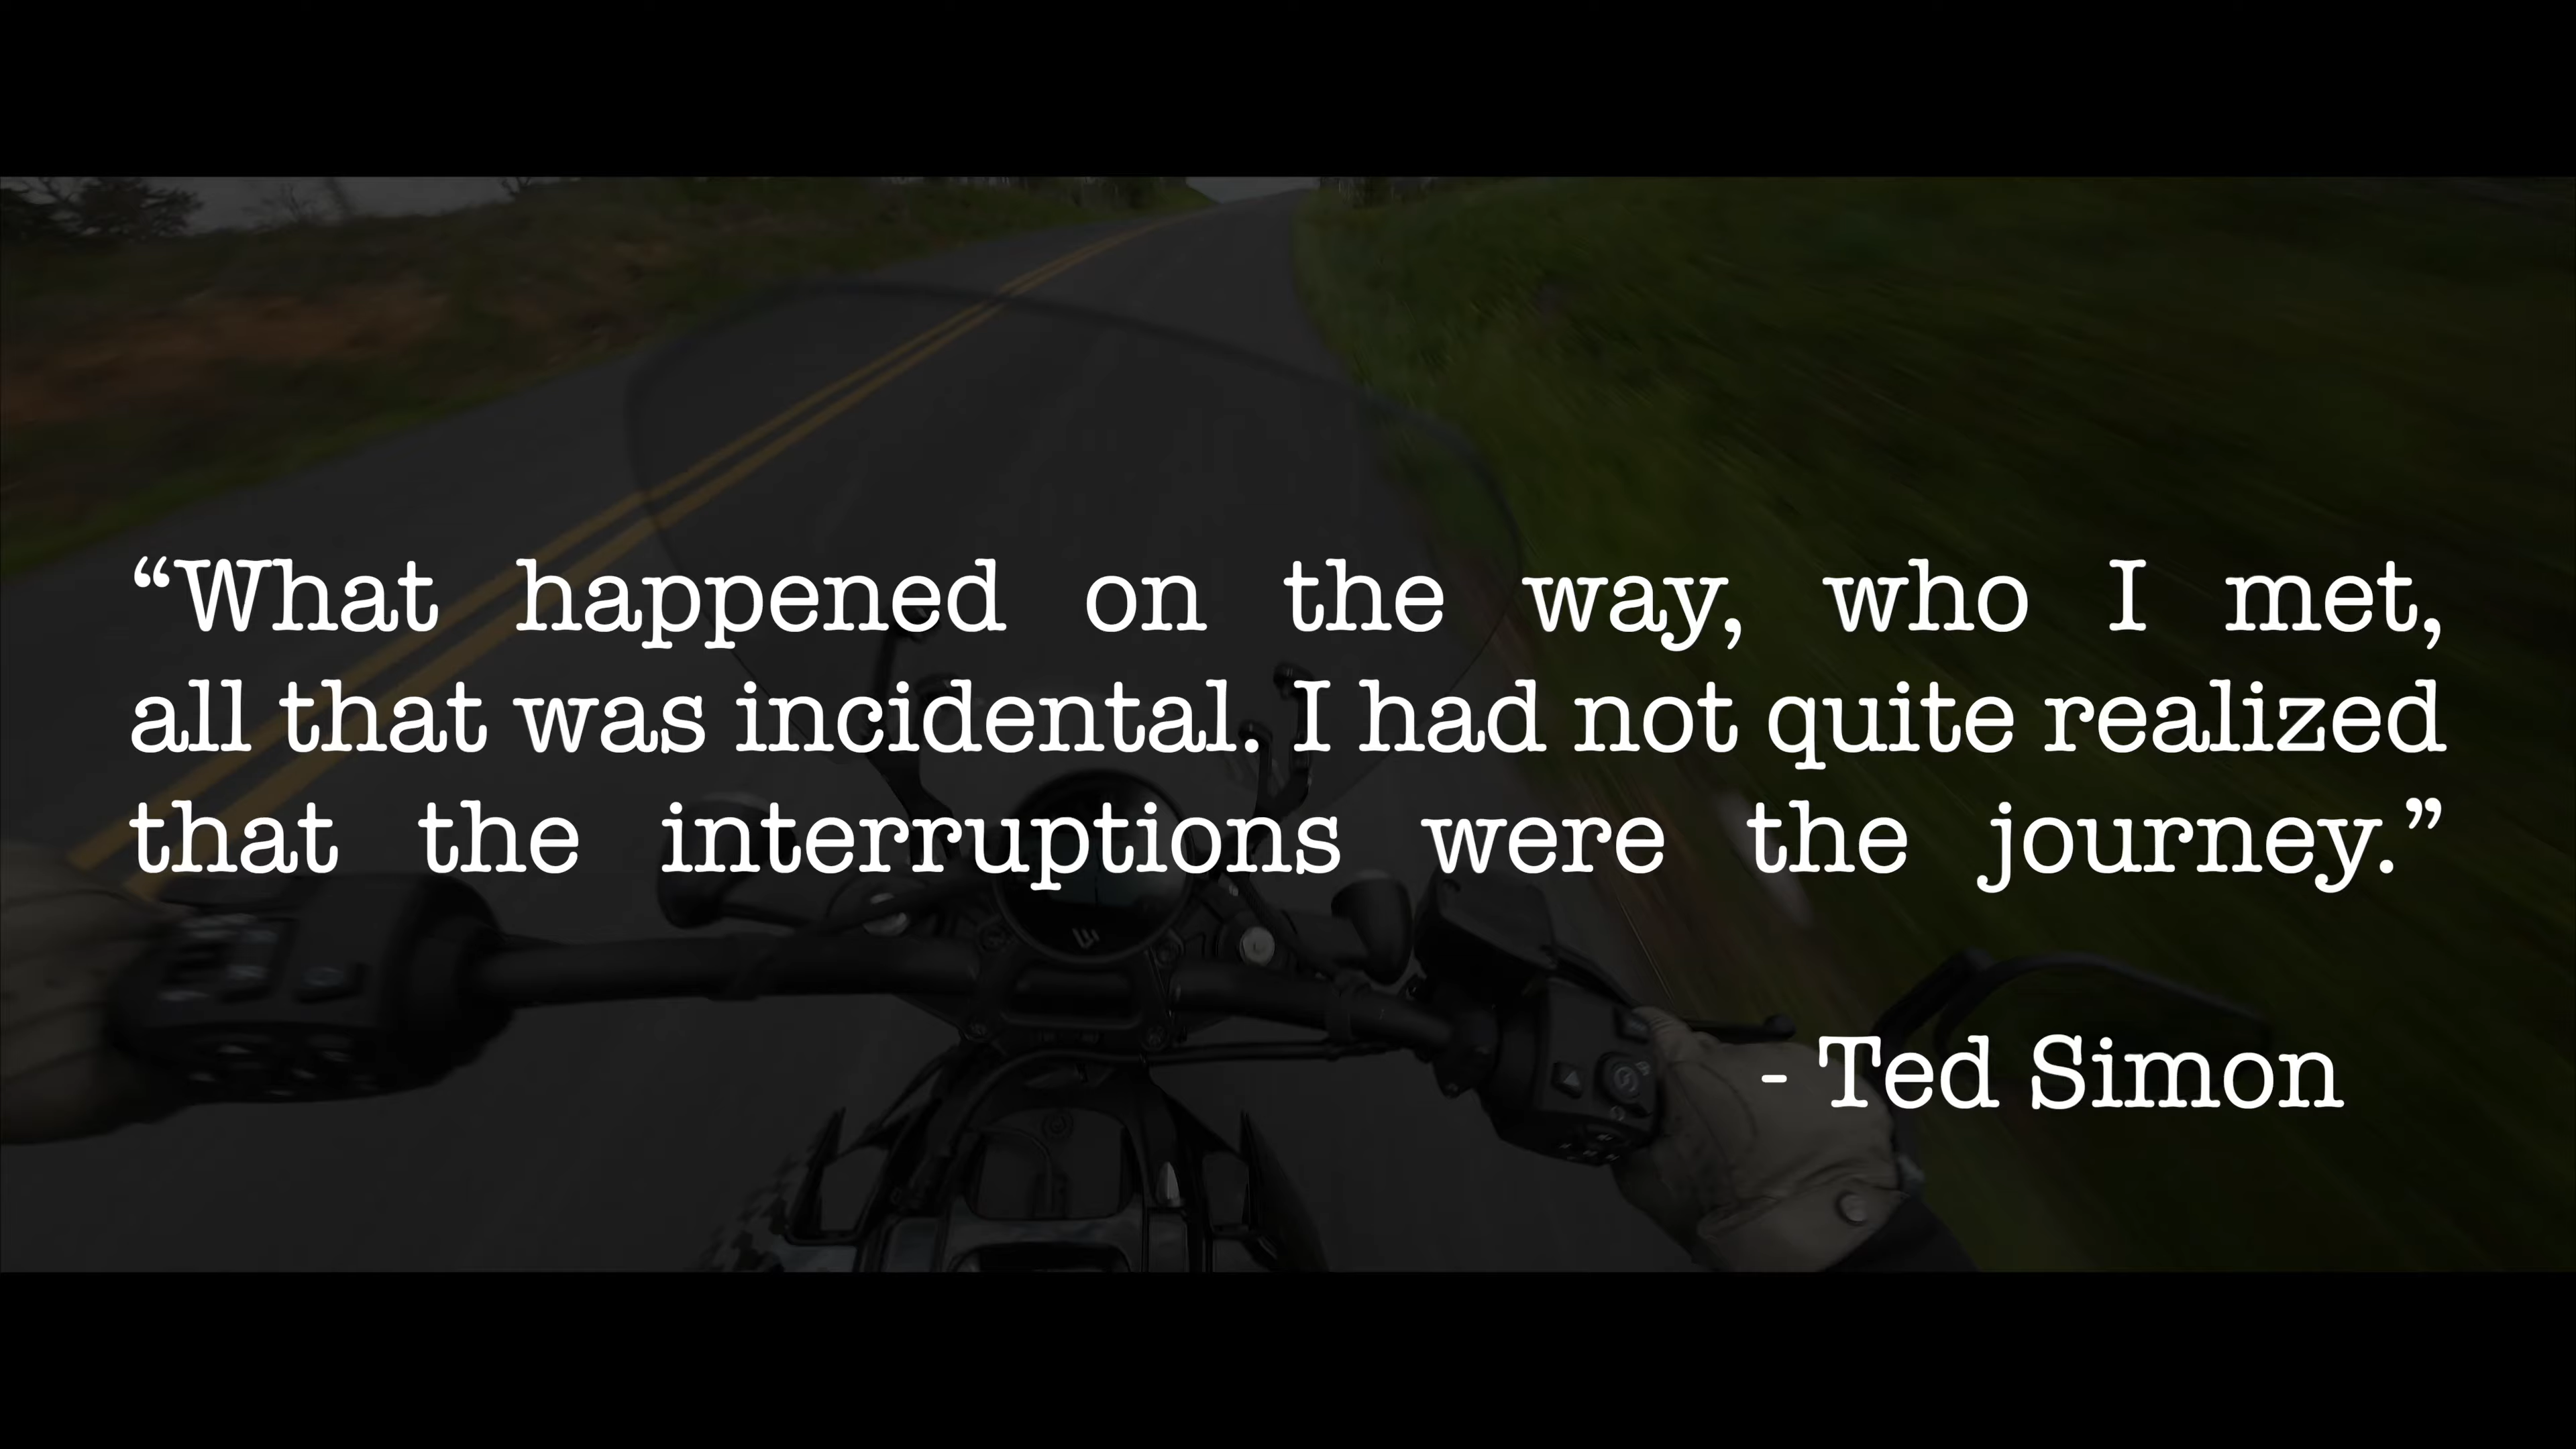 “What happened on the way, who I met,
all that was incidental. I had not quite realized
that the interruptions were the journey.”
- Ted Simon